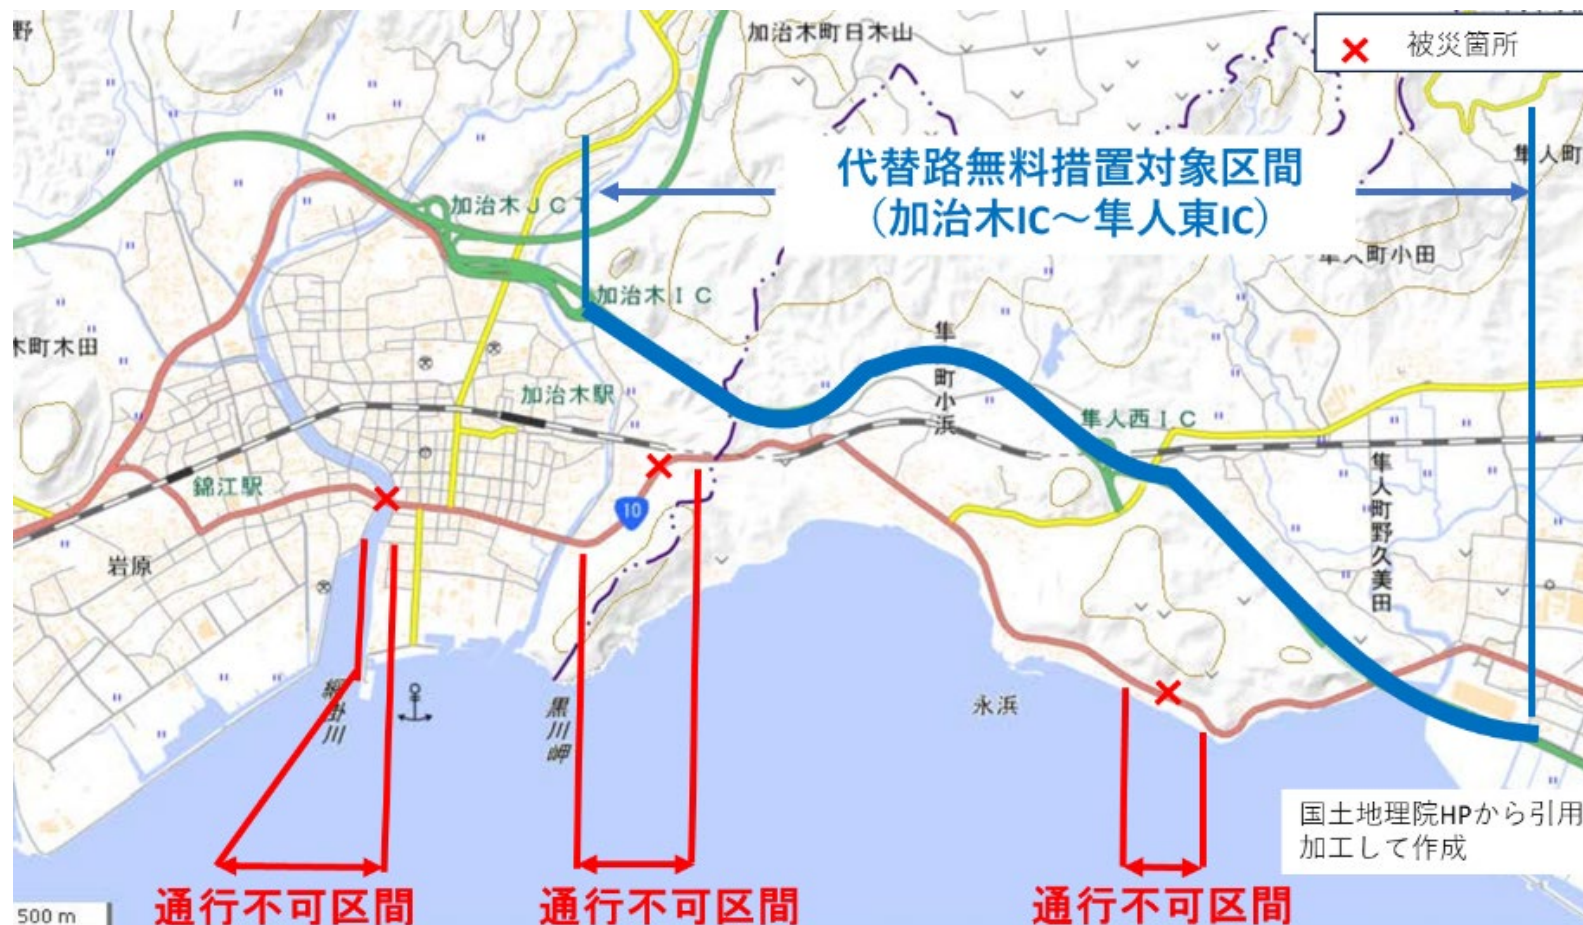 野
加治木町日木山
被災箇所
代替路無料措置対象区間
（加治木IC～隼人東IC）
隼人町
加治木JCT
隼人町小田
加治木IC
木町木田
隼
町小浜
加治木駅
隼人西IC
隼人町野久美田
錦江駅
10
岩原
網掛川
黒川岬
永浜
国土地理院HPから引用
加工して作成
500 m
通行不可区間
通行不可区間
通行不可区間